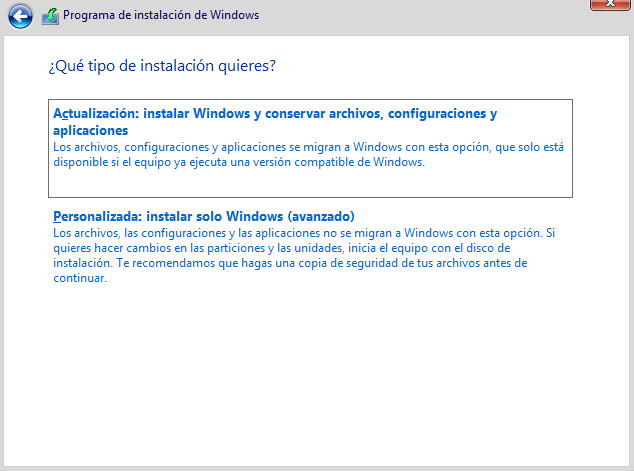 Programa de instalación de Windows
¿Qué tipo de instalación quieres?
Actualización: instalar Windows y conservar archivos, configuraciones y
aplicaciones
Los archivos, configuraciones y aplicaciones se migran a Windows con esta opción, que solo está
disponible si el equipo ya ejecuta una versión compatible de Windows.
Personalizada: instalar solo Windows (avanzado)
Los archivos, las configuraciones y las aplicaciones no se migran a Windows con esta opción. Si
quieres hacer cambios en las particiones y las unidades, inicia el equipo con el disco de
instalación. Te recomendamos que hagas una copia de seguridad de tus archivos antes de
continuar.